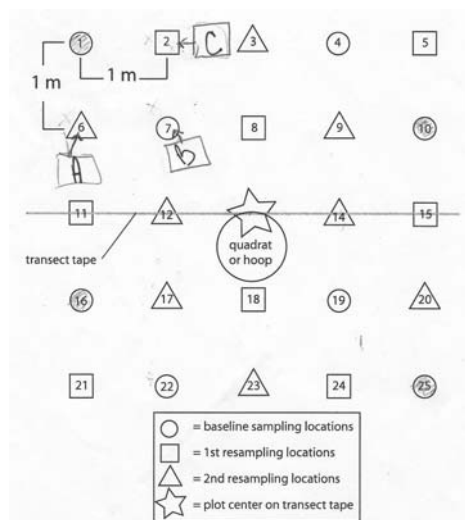 1 2 C 3 4 5
1 m
1 m
6 7 8 9 10
A b
11 12 14 15
transect tape
quadrat
or hoop
16 17 18 19 20
21 22 23 24 25
= baseline sampling locations
= 1st resampling locations
= 2nd resampling locations
= plot center on transect tape